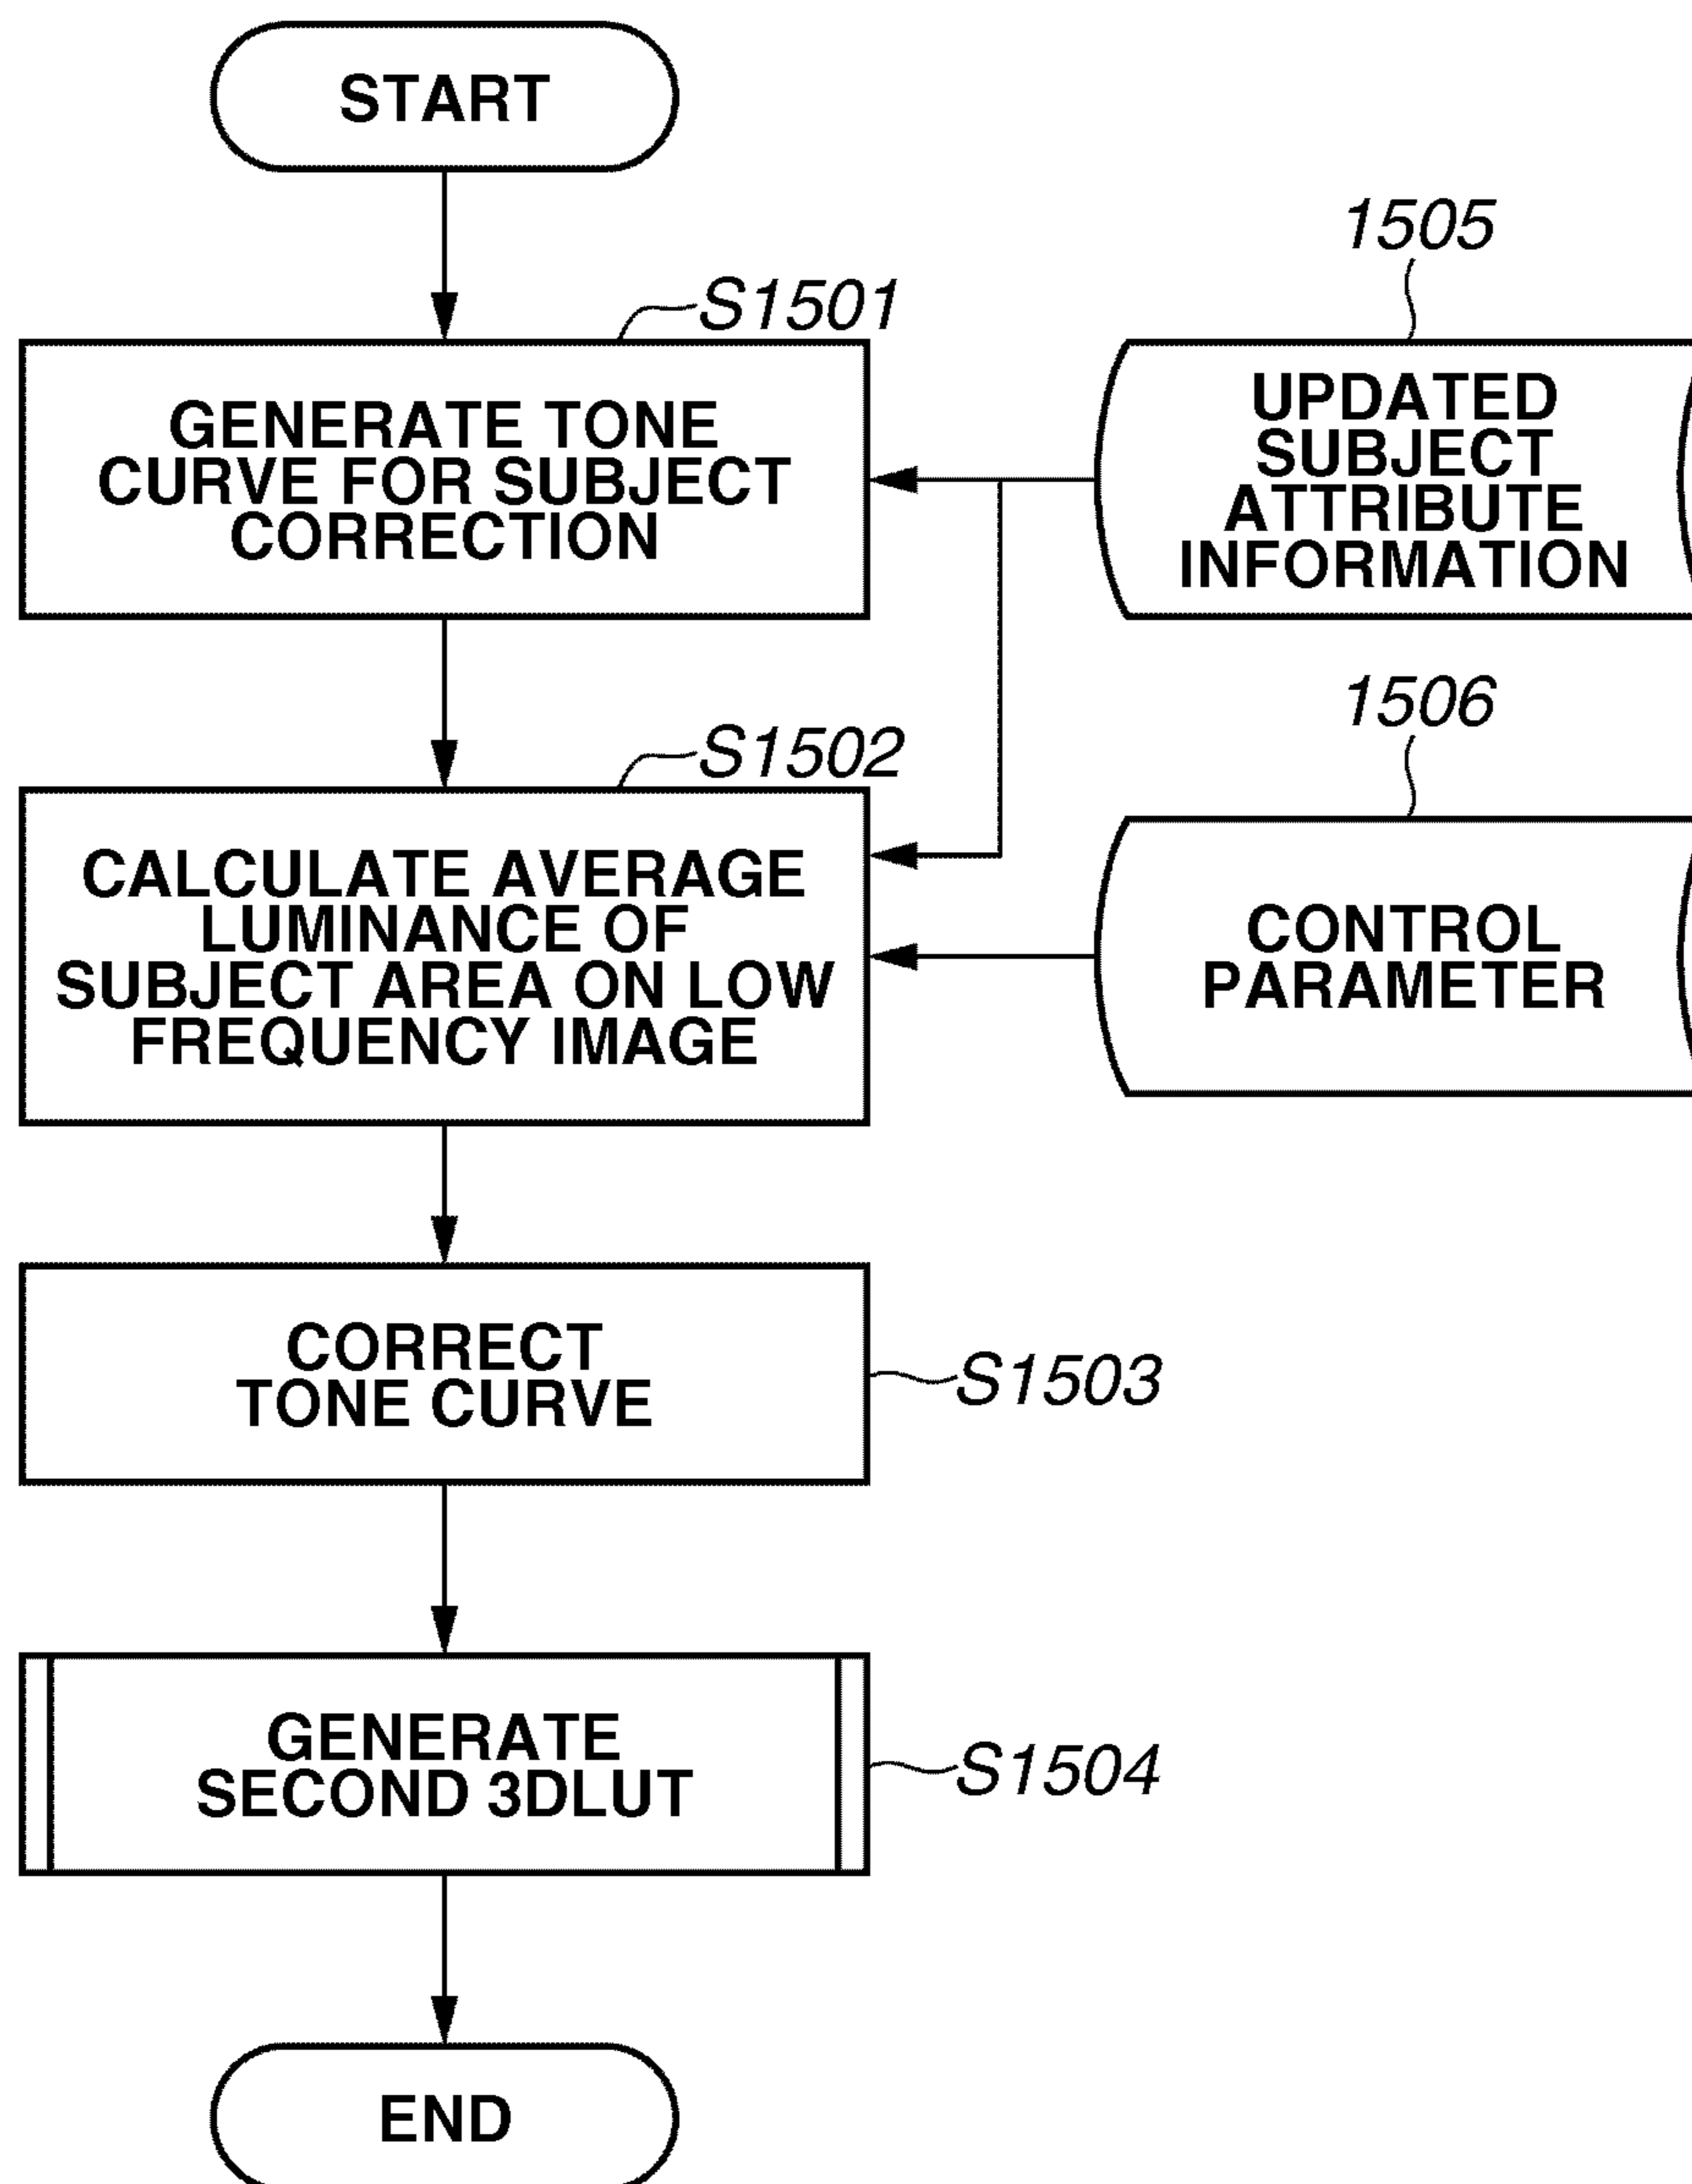 START
S1501
GENERATE TONE
CURVE FOR SUBJECT
CORRECTION
1505
UPDATED
SUBJECT
ATTRIBUTE
INFORMATION
S1502
CALCULATE AVERAGE
LUMINANCE OF
SUBJECT AREA ON LOW
FREQUENCY IMAGE
1506
CONTROL
PARAMETER
CORRECT
TONE CURVE
S1503
GENERATE
SECOND 3DLUT
S1504
END